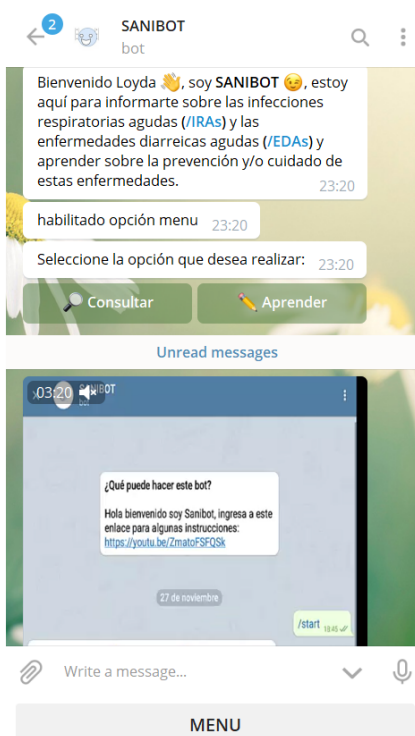 2
SANIBOT
bot
Bienvenido Loyda 👋, soy SANIBOT 😉, estoy
aquí para informarte sobre las infecciones
respiratorias agudas (/IRAs) y las
enfermedades diarreicas agudas (/EDAs) y
aprender sobre la prevención y/o cuidado de
estas enfermedades.
23:20
habilitado opción menu 23:20
Seleccione la opción que desea realizar: 23:20
🔎 Consultar
✏️ Aprender
Unread messages
03:20
bot
¿Qué puede hacer este bot?
Hola bienvenido soy Sanibot, ingresa a este
enlace para algunas instrucciones:
https://youtu.be/ZmatoFSFQSk
27 de noviembre
/start 18:45
Write a message...
MENU